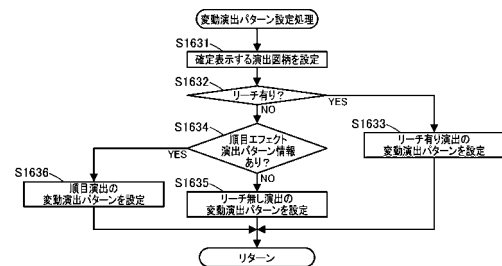 変動演出パターン設定処理
S1631
確定表示する演出図柄を設定
S1632
リーチ有り?
YES
NO
S1633
リーチ有り演出の
変動演出パターンを設定
S1634
順目エフェクト
演出パターン情報
あり?
YES
NO
S1636
順目演出の
変動演出パターンを設定
S1635
リーチ無し演出の
変動演出パターンを設定
リターン